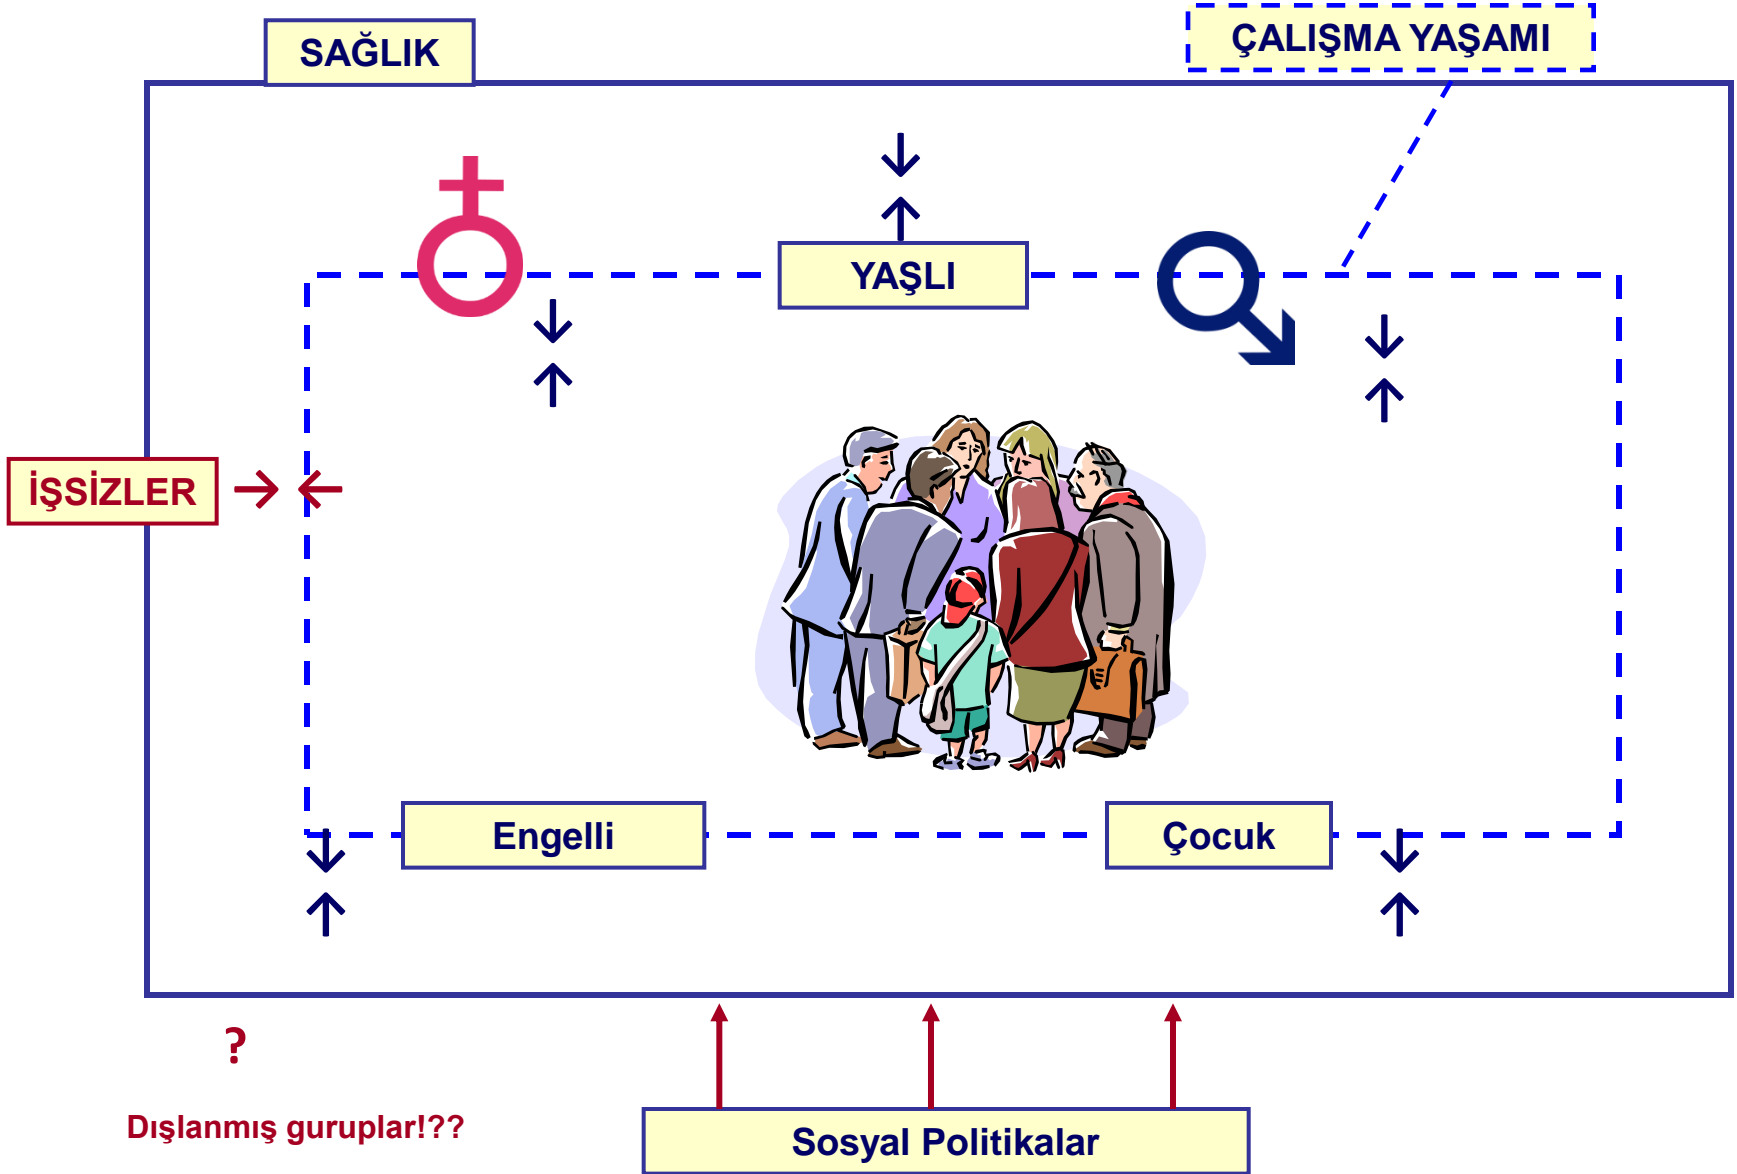 SAĞLIK
ÇALIŞMA YAŞAMI
YAŞLI
İŞSİZLER
Engelli
Çocuk
?
Dışlanmış guruplar!??
Sosyal Politikalar